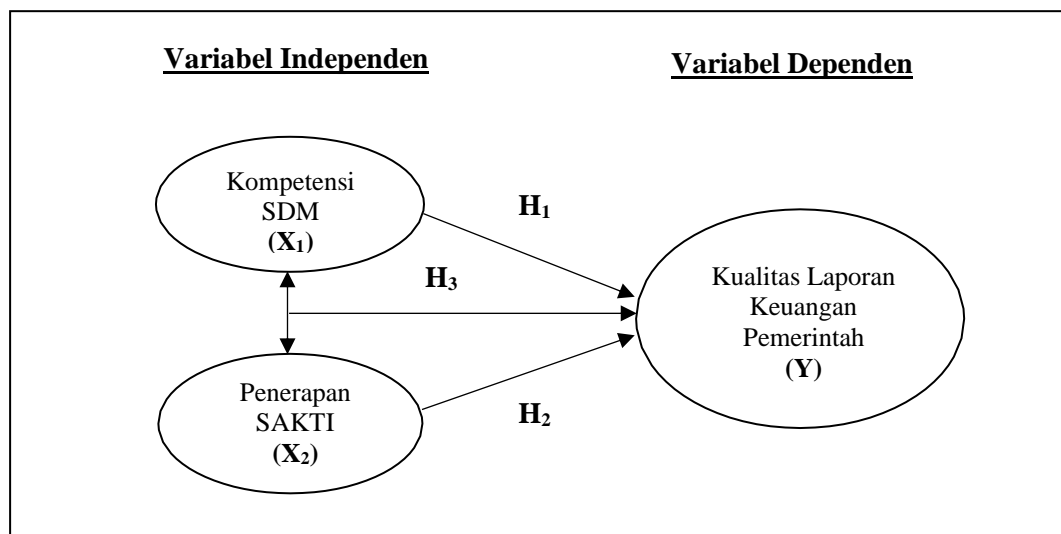 Variabel Independen
Variabel Dependen
Kompetensi
SDM
(X₁)
H₁
H₃
Kualitas Laporan
Keuangan
Pemerintah
(Y)
Penerapan
SAKTI
(X₂)
H₂